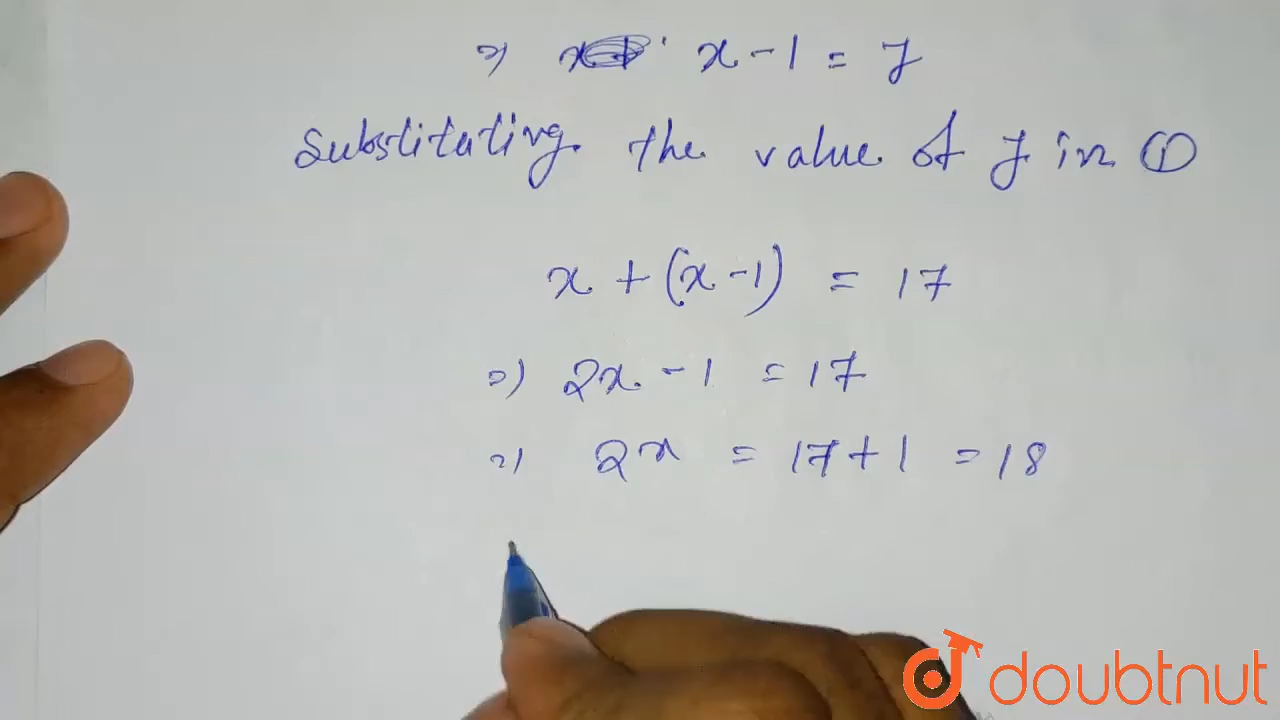 ⇒ x - 1 = y
Substituting the value of y in ①
x + (x - 1) = 17
⇒ 2x - 1 = 17
⇒ 2x = 17 + 1 = 18
doubtnut